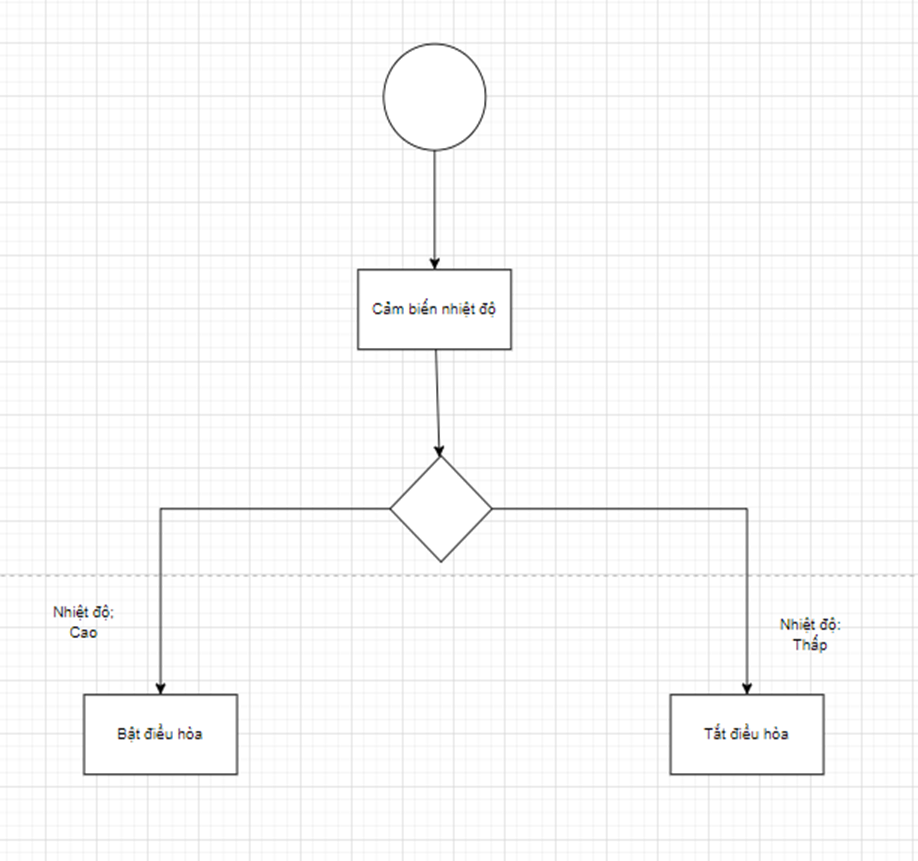 Cảm biến nhiệt độ
Nhiệt độ;
Cao
Nhiệt độ:
Thấp
Bật điều hòa
Tắt điều hòa